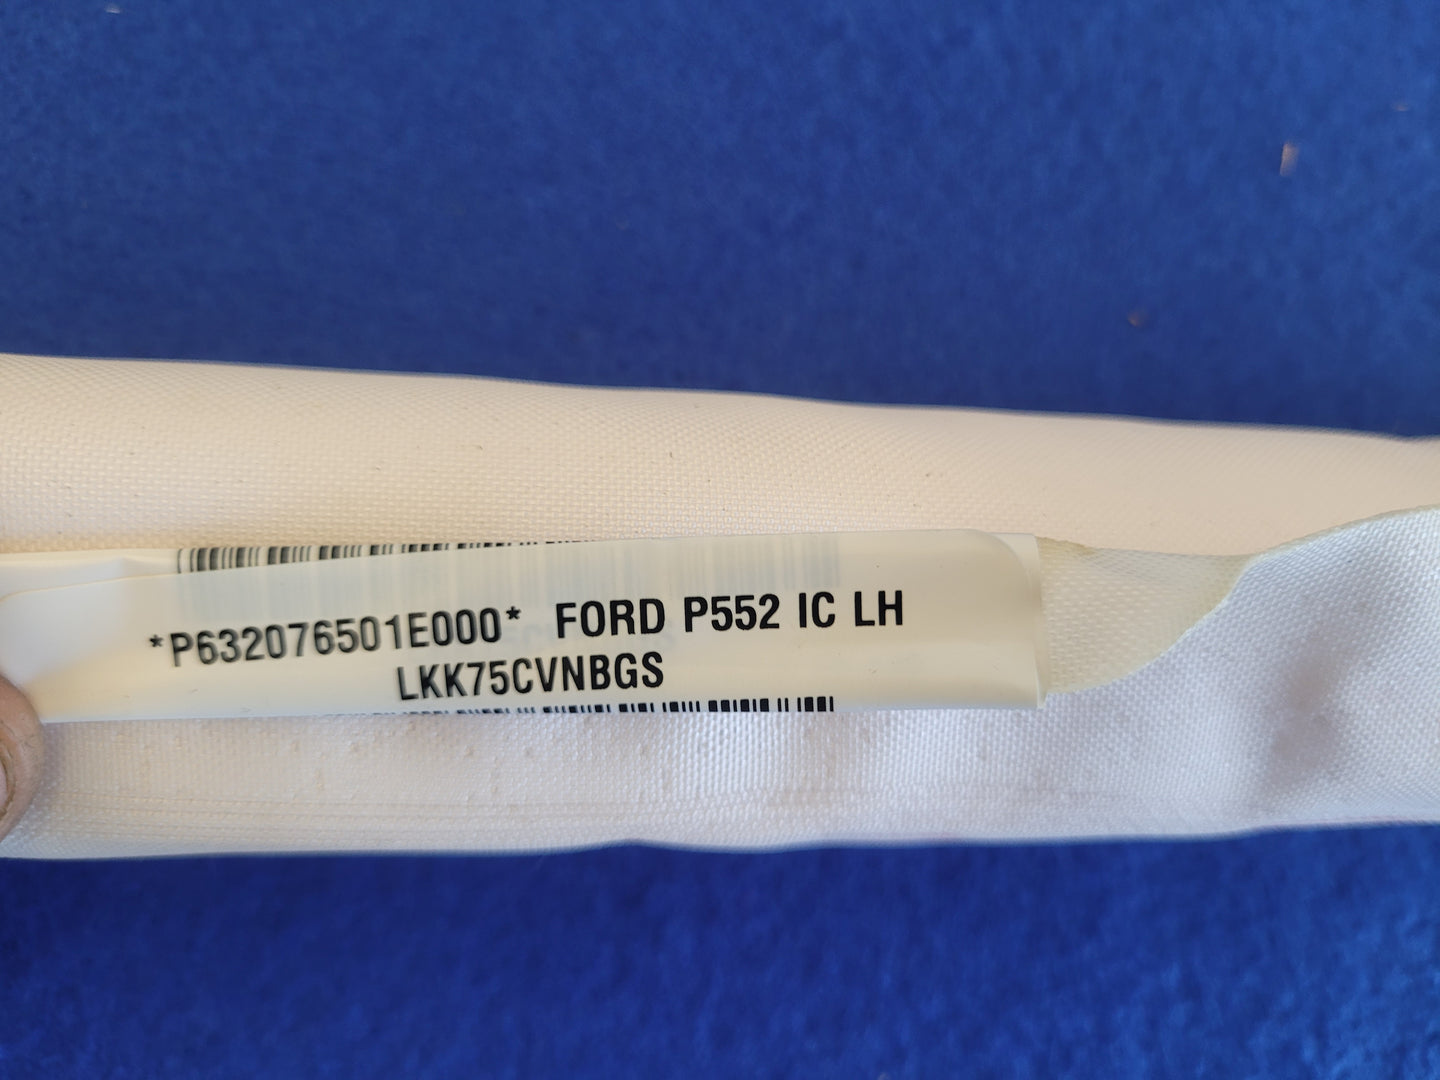 *P632076501E000* FORD P552 IC LH
LKK75CVNBGS